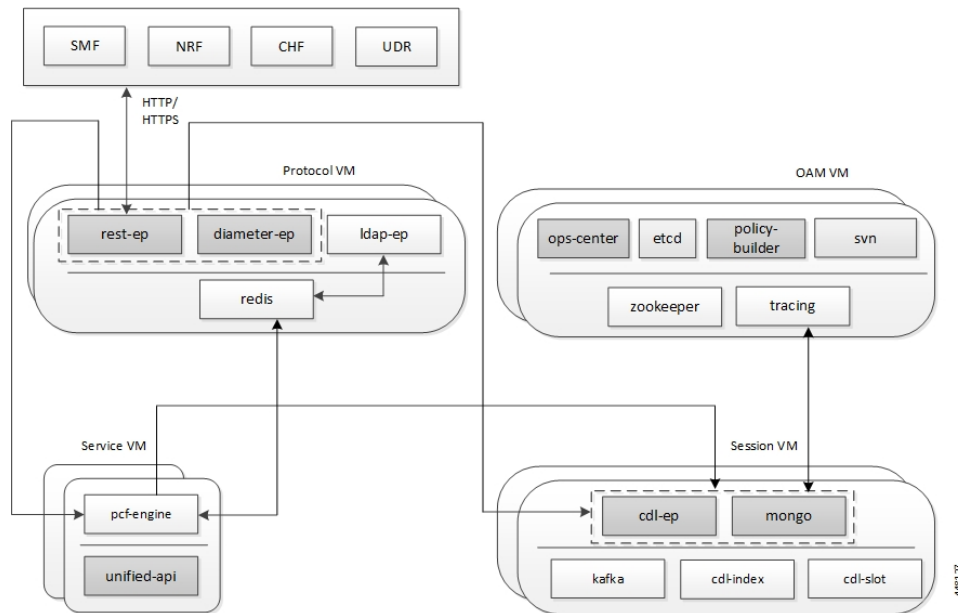 SMF
NRF
CHF
UDR
HTTP/
HTTPS
Protocol VM
OAM VM
rest-ep
diameter-ep
ldap-ep
ops-center
etcd
policy-
builder
svn
redis
zookeeper
tracing
Service VM
Session VM
pcf-engine
cdl-ep
mongo
unified-api
kafka
cdl-index
cdl-slot
448127